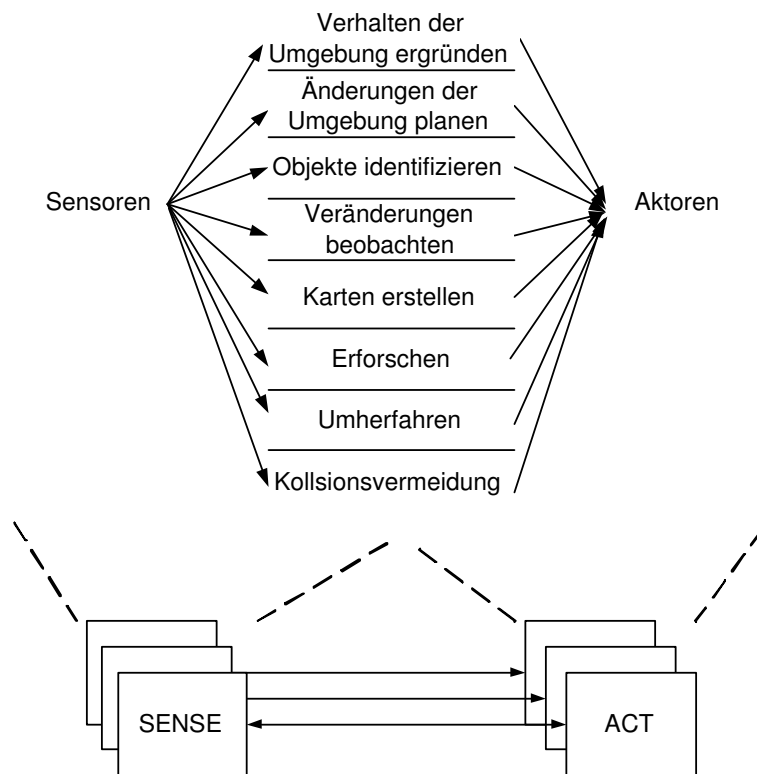 Verhalten der
Umgebung ergründen
Änderungen der
Umgebung planen
Objekte identifizieren
Sensoren
Aktoren
Veränderungen
beobachten
Karten erstellen
Erforschen
Umherfahren
Kollsionsvermeidung
SENSE
ACT